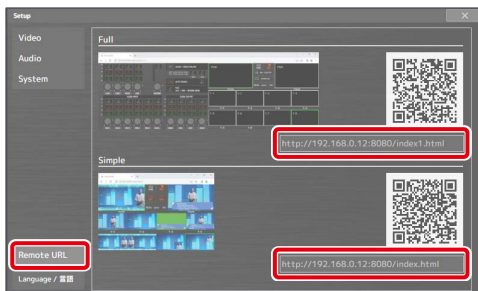 Setup
Video
Audio
System
Remote URL
Language / 言語
Full
http://192.168.0.12:8080/index1.html
Simple
http://192.168.0.12:8080/index.html